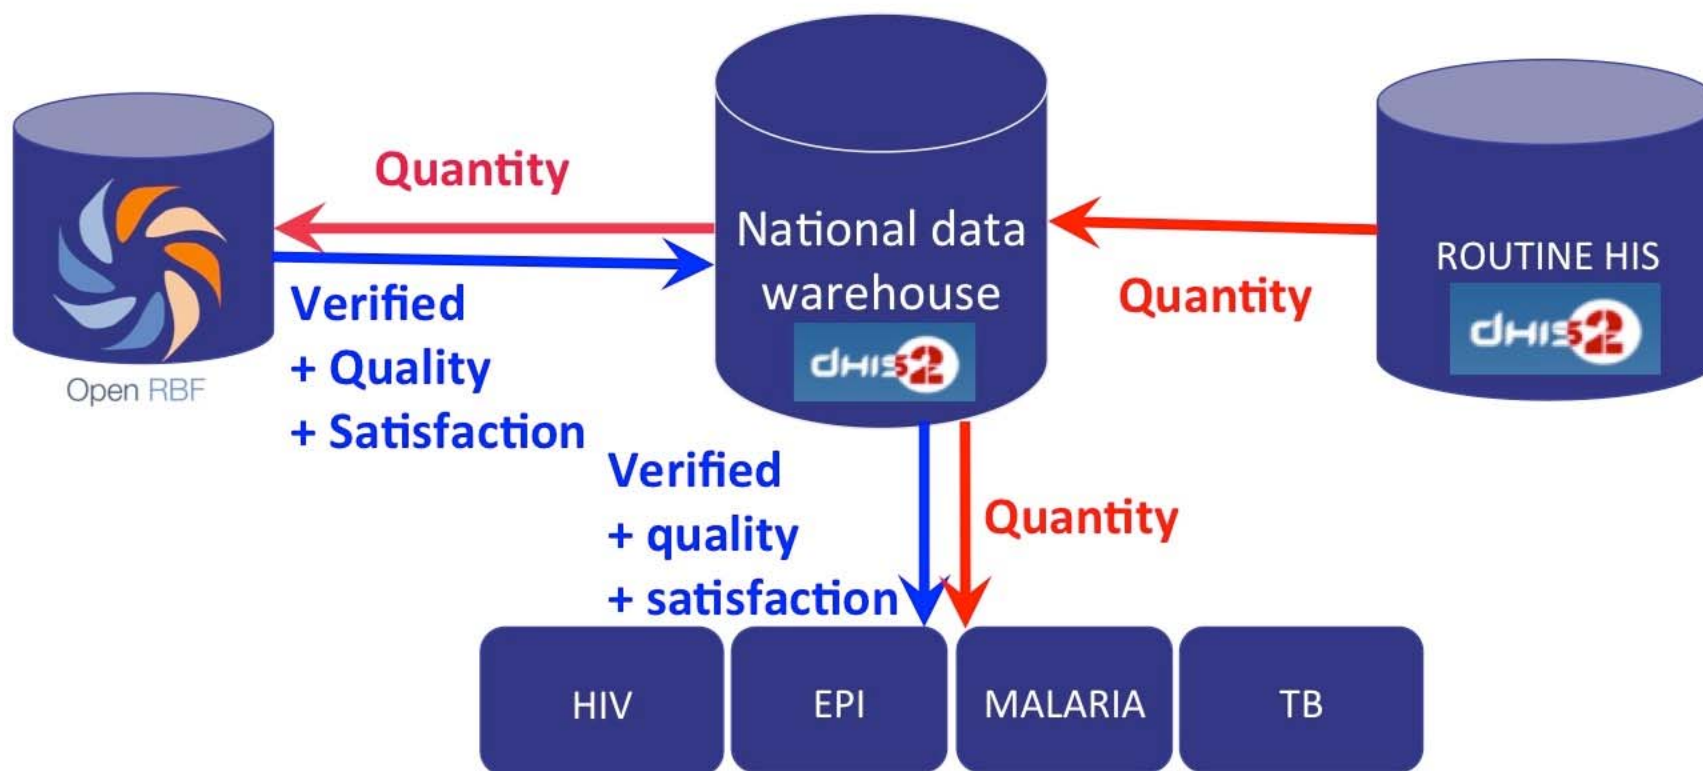 Quantity
Verified
+ Quality
+ Satisfaction
Open RBF
National data
warehouse
dHIS2
Quantity
ROUTINE HIS
dHIS2
Verified
+ quality
+ satisfaction
Quantity
HIV
EPI
MALARIA
TB